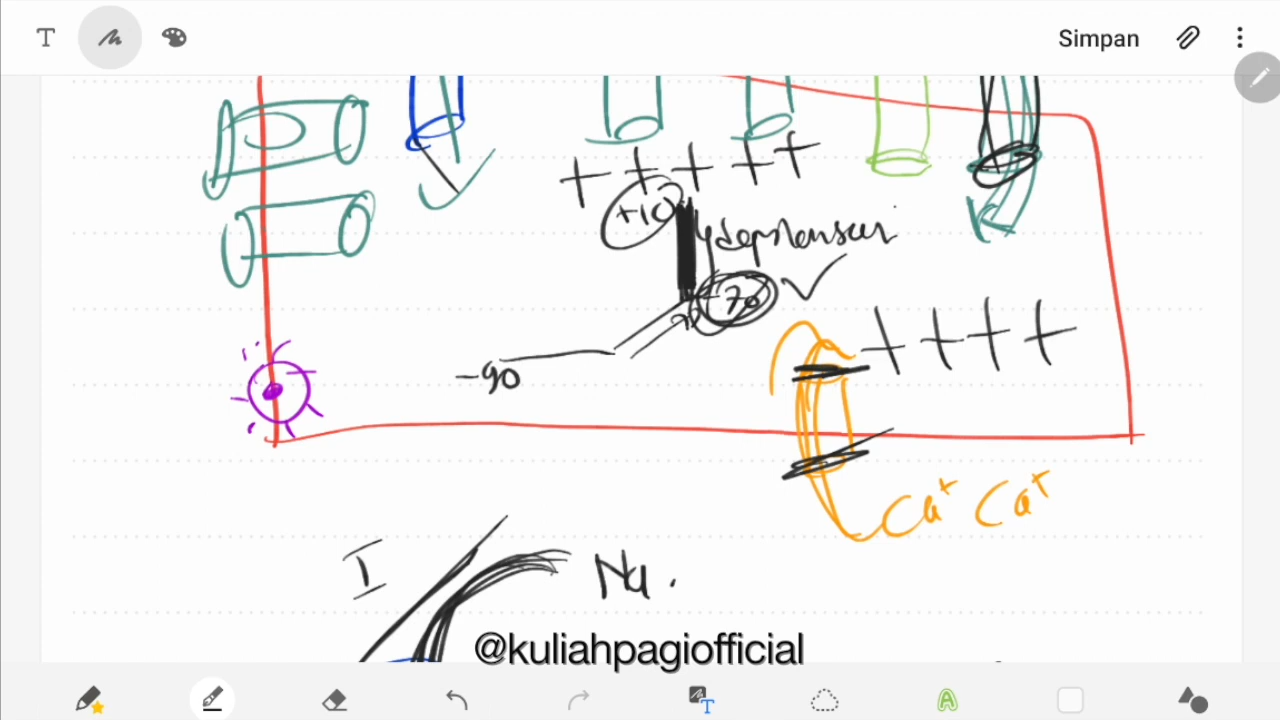 Simpan
+ + + + +
+10
depolarisasi
-70
-90
+ + + +
Ca+ Ca+
I
Na.
@kuliahpagiofficial